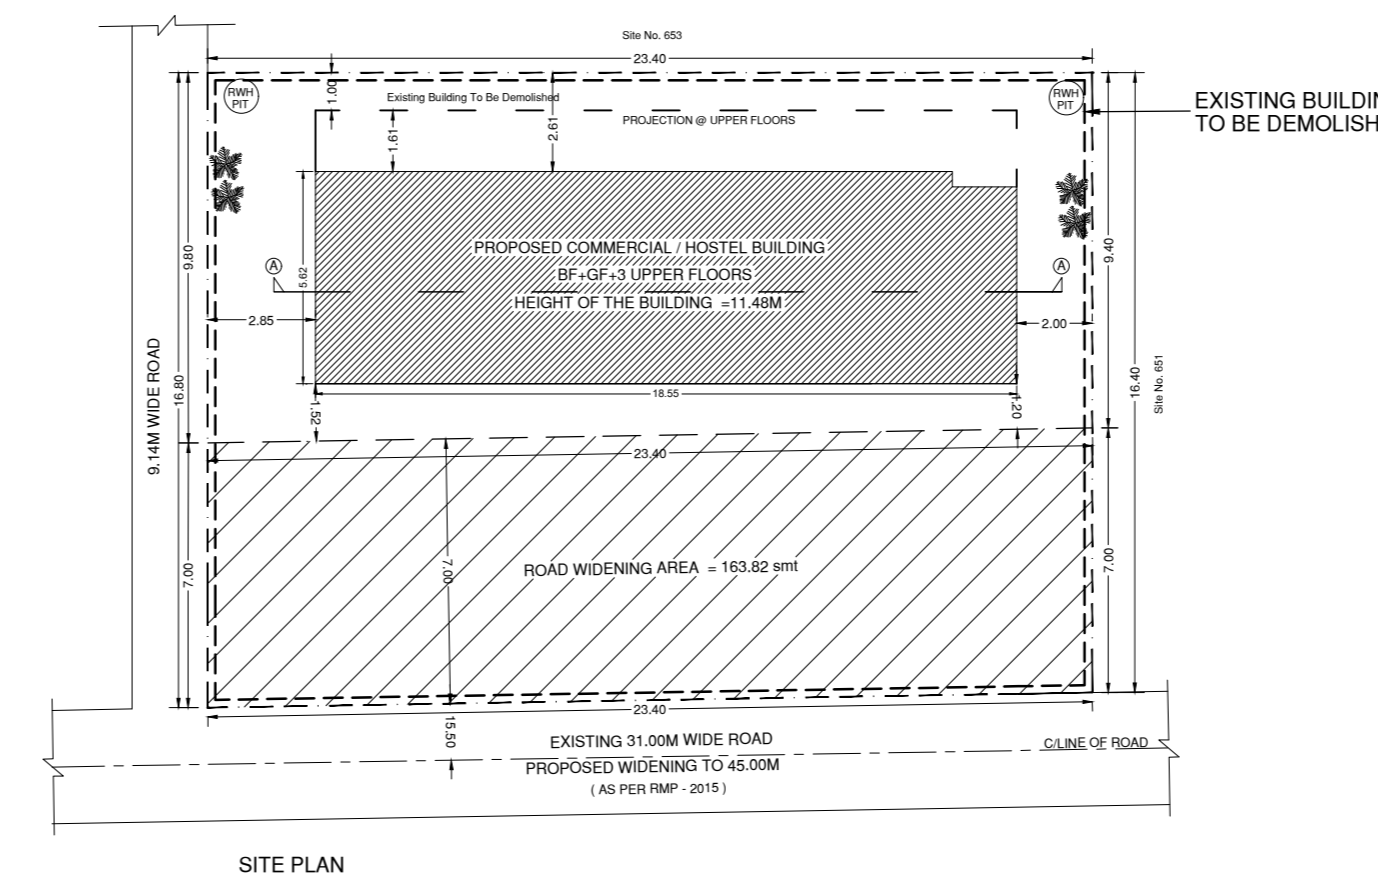 Site No. 653
23.40
RWH
PIT
1.00
Existing Building To Be Demolished
2.61
PROJECTION @ UPPER FLOORS
RWH
PIT
EXISTING BUILDIN
TO BE DEMOLISH
1.61
9.80
9.40
PROPOSED COMMERCIAL / HOSTEL BUILDING
BF+GF+3 UPPER FLOORS
HEIGHT OF THE BUILDING =11.48M
A
A
5.62
2.85
2.00
9.14M WIDE ROAD
16.80
16.40
Site No. 651
18.55
1.52
1.20
23.40
7.00
7.00
ROAD WIDENING AREA = 163.82 smt
7.00
23.40
15.50
EXISTING 31.00M WIDE ROAD
C/LINE OF ROAD
PROPOSED WIDENING TO 45.00M
( AS PER RMP - 2015 )
SITE PLAN